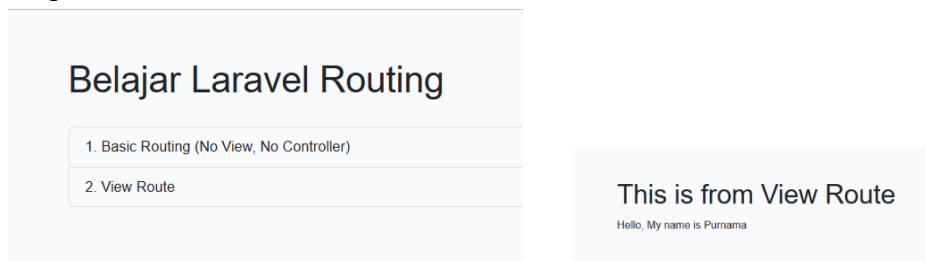 Belajar Laravel Routing
1. Basic Routing (No View, No Controller)
2. View Route
This is from View Route
Hello, My name is Purnama